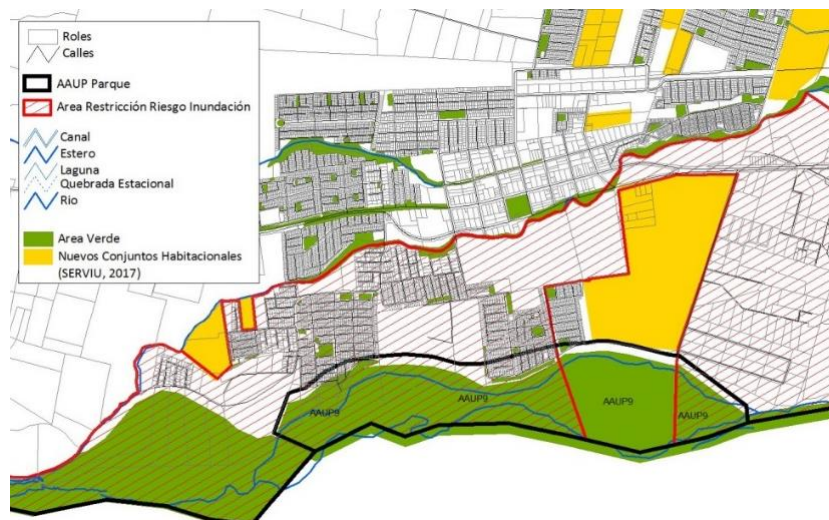 Roles
Calles
AAUP Parque
Area Restricción Riesgo Inundación
Canal
Estero
Laguna
Quebrada Estacional
Rio
Area Verde
Nuevos Conjuntos Habitacionales
(SERVIU, 2017)
AAUP9
AAUP9
AAUP9
AAUP9